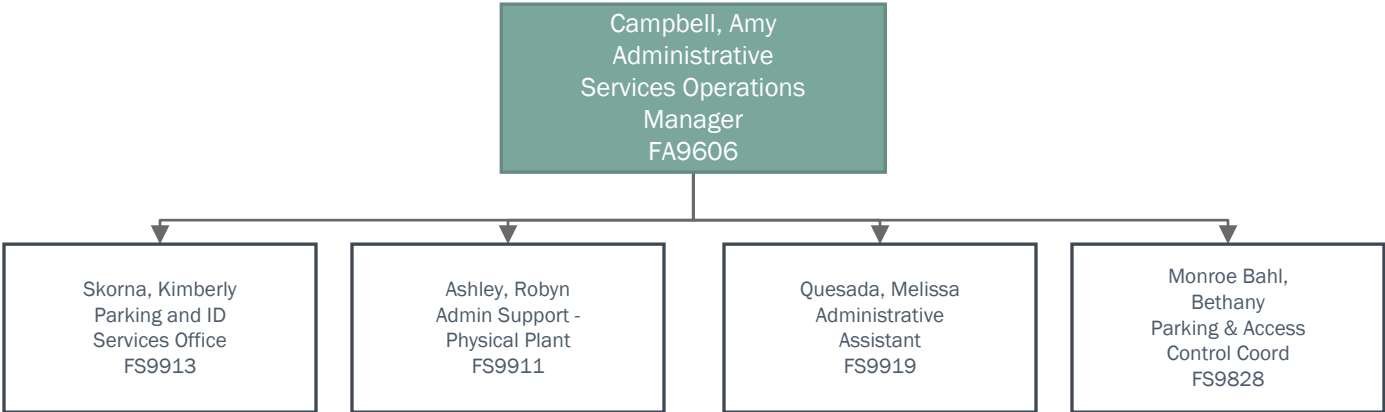 Campbell, Amy
Administrative
Services Operations
Manager
FA9606
Skorna, Kimberly
Parking and ID
Services Office
FS9913
Ashley, Robyn
Admin Support -
Physical Plant
FS9911
Quesada, Melissa
Administrative
Assistant
FS9919
Monroe Bahl,
Bethany
Parking & Access
Control Coord
FS9828